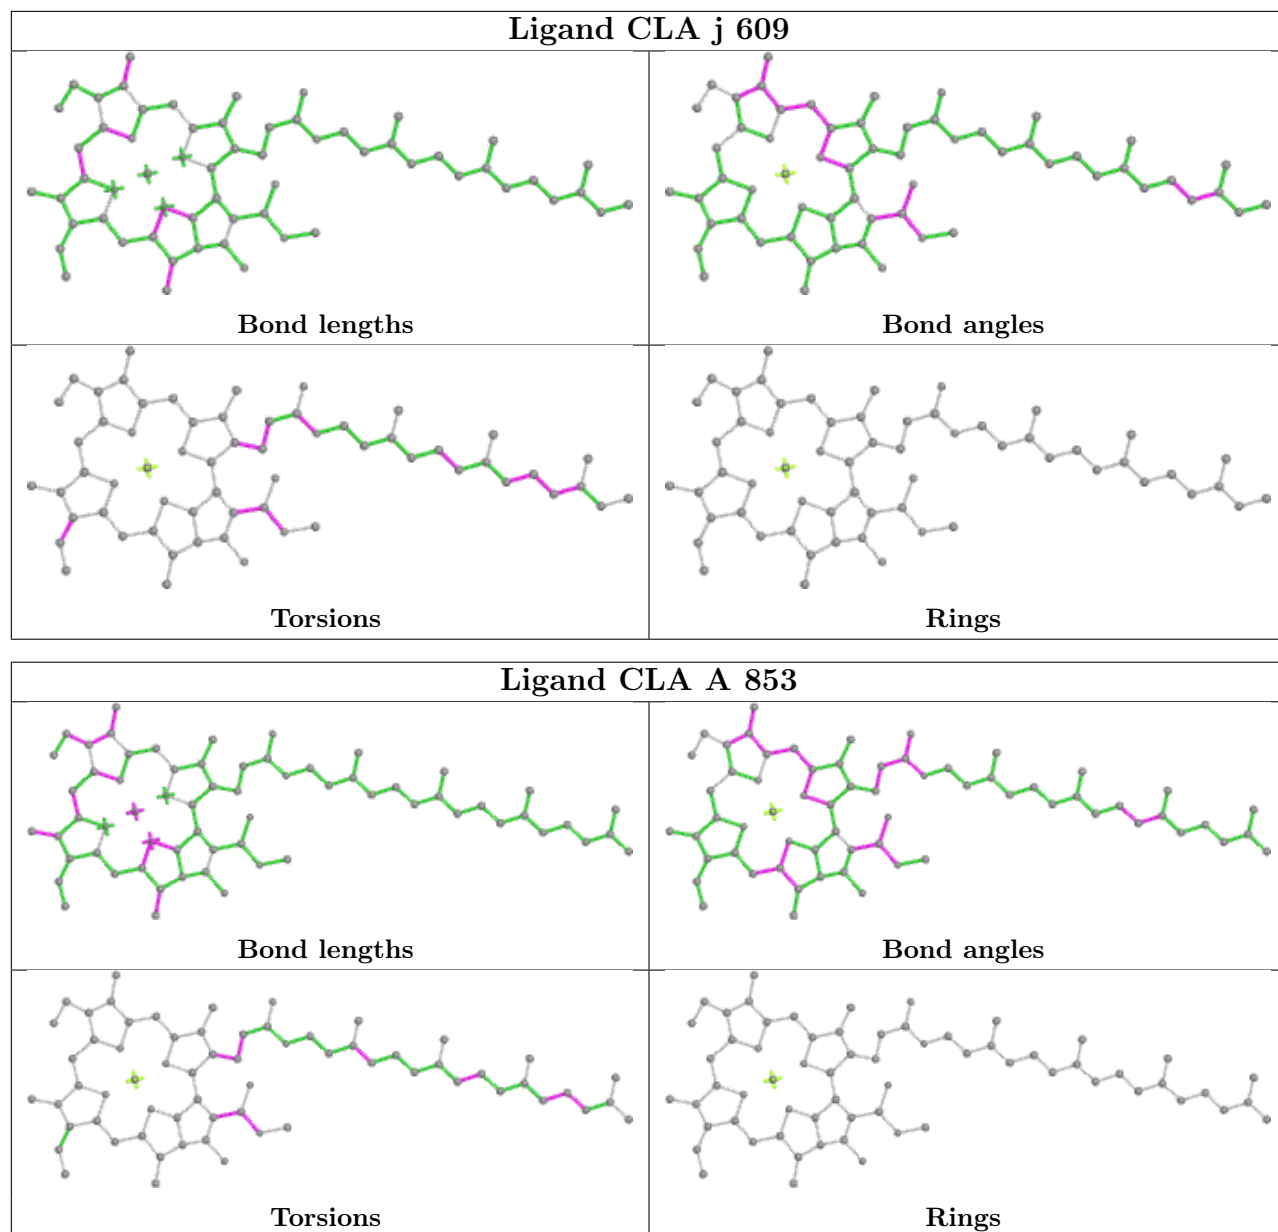 Ligand CLA j 609
Bond lengths
Bond angles
Torsions
Rings
Ligand CLA A 853
Bond lengths
Bond angles
Torsions
Rings